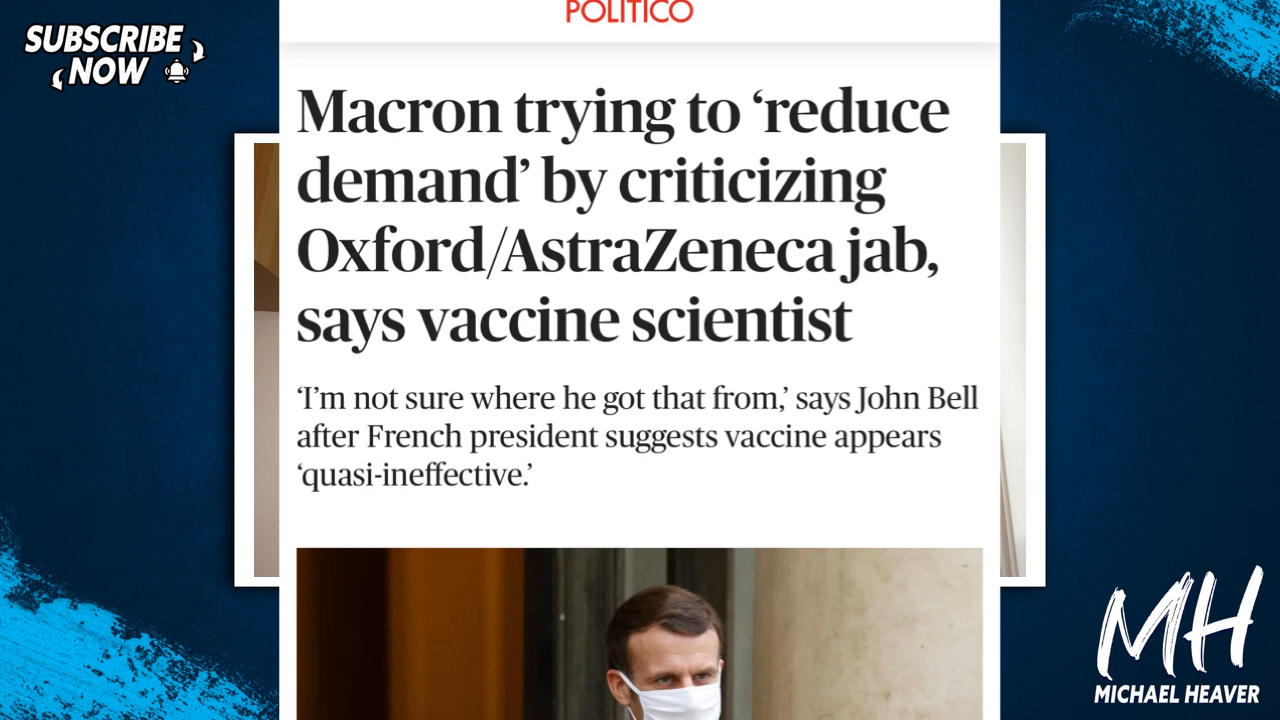 POLITICO
SUBSCRIBE
NOW
Macron trying to ‘reduce
demand’ by criticizing
Oxford/AstraZeneca jab,
says vaccine scientist
‘I’m not sure where he got that from,’ says John Bell
after French president suggests vaccine appears
‘quasi-ineffective.’
MH
MICHAEL HEAVER